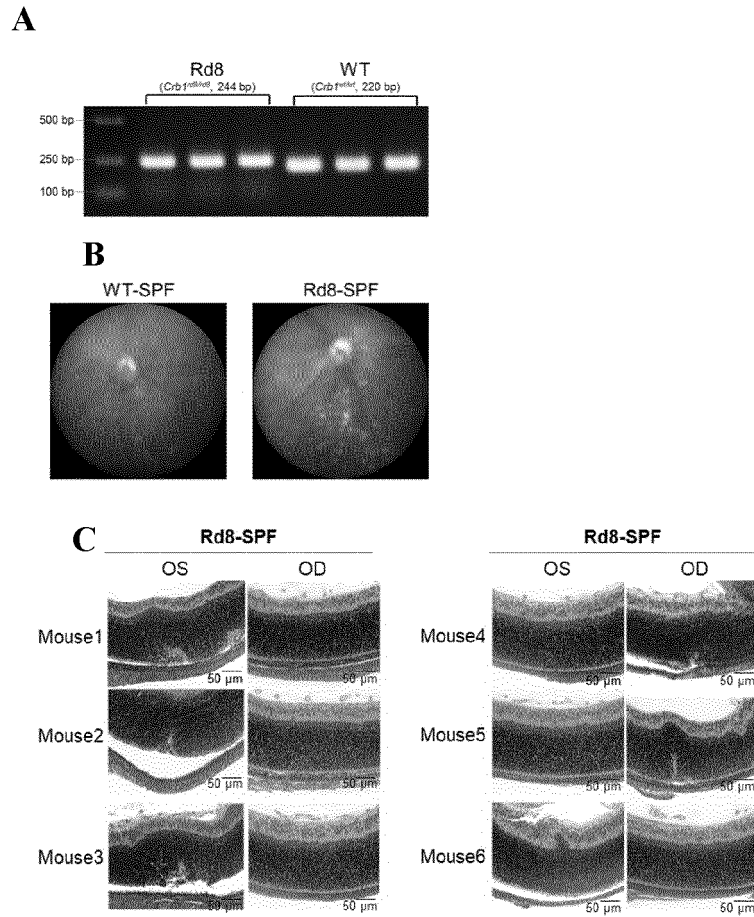 A
Rd8
WT
(Crb1rd8/rd8, 244 bp)
(Crb1wt/wt, 220 bp)
500 bp
250 bp
100 bp
B
WT-SPF
Rd8-SPF
C
Rd8-SPF
Rd8-SPF
OS
OD
OS
OD
Mouse1
50 µm
50 µm
Mouse4
50 µm
50 µm
Mouse2
50 µm
50 µm
Mouse5
50 µm
50 µm
Mouse3
50 µm
50 µm
Mouse6
50 µm
50 µm